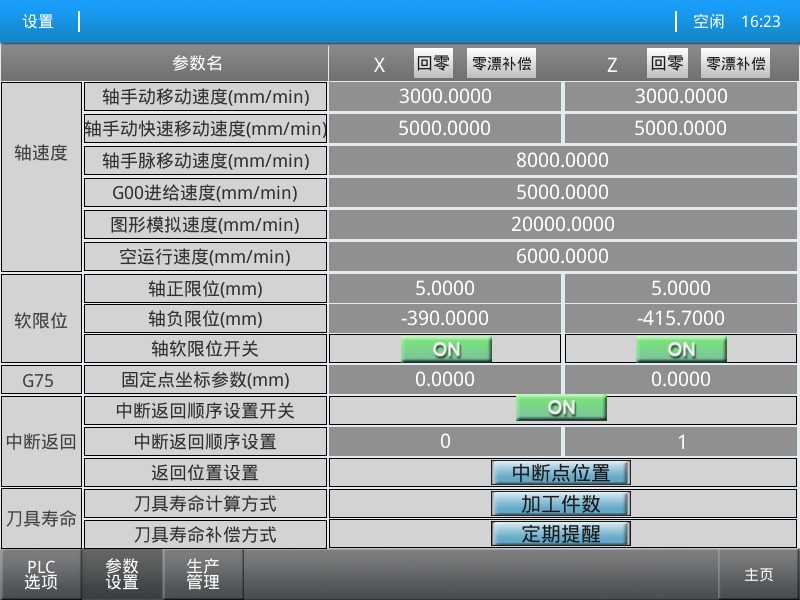 设置 空闲 16:23
参数名 X 回零 零漂补偿 Z 回零 零漂补偿
轴速度
轴手动移动速度(mm/min) 3000.0000 3000.0000
轴手动快速移动速度(mm/min) 5000.0000 5000.0000
轴手脉移动速度(mm/min) 8000.0000
G00进给速度(mm/min) 5000.0000
图形模拟速度(mm/min) 20000.0000
空运行速度(mm/min) 6000.0000
软限位
轴正限位(mm) 5.0000 5.0000
轴负限位(mm) -390.0000 -415.7000
轴软限位开关 ON ON
G75 固定点坐标参数(mm) 0.0000 0.0000
中断返回
中断返回顺序设置开关 ON
中断返回顺序设置 0 1
返回位置设置 中断点位置
刀具寿命
刀具寿命计算方式 加工件数
刀具寿命补偿方式 定期提醒
PLC
选项
参数
设置
生产
管理
主页